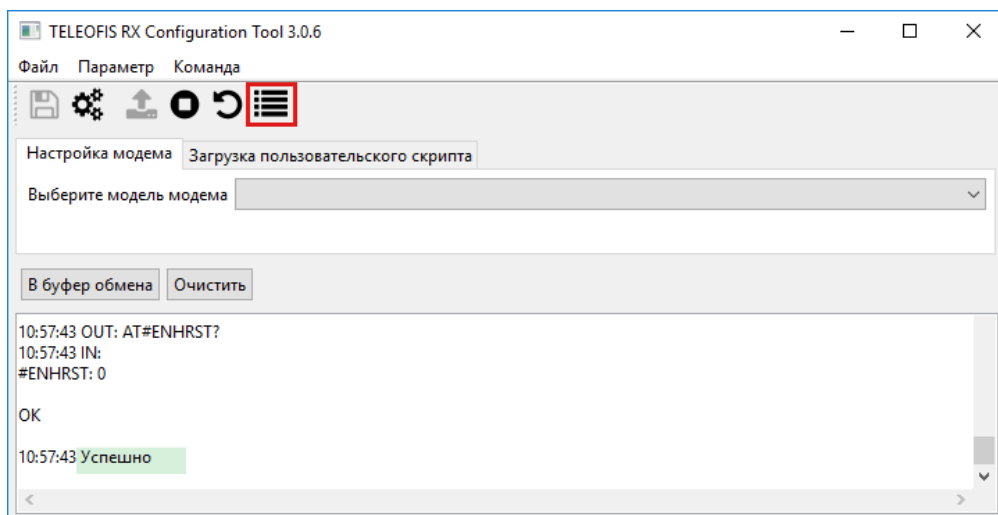 TELEOFIS RX Configuration Tool 3.0.6
Файл Параметр Команда
Настройка модема Загрузка пользовательского скрипта
Выберите модель модема
В буфер обмена Очистить
10:57:43 OUT: AT#ENHRST?
10:57:43 IN:
#ENHRST: 0
OK
10:57:43 Успешно